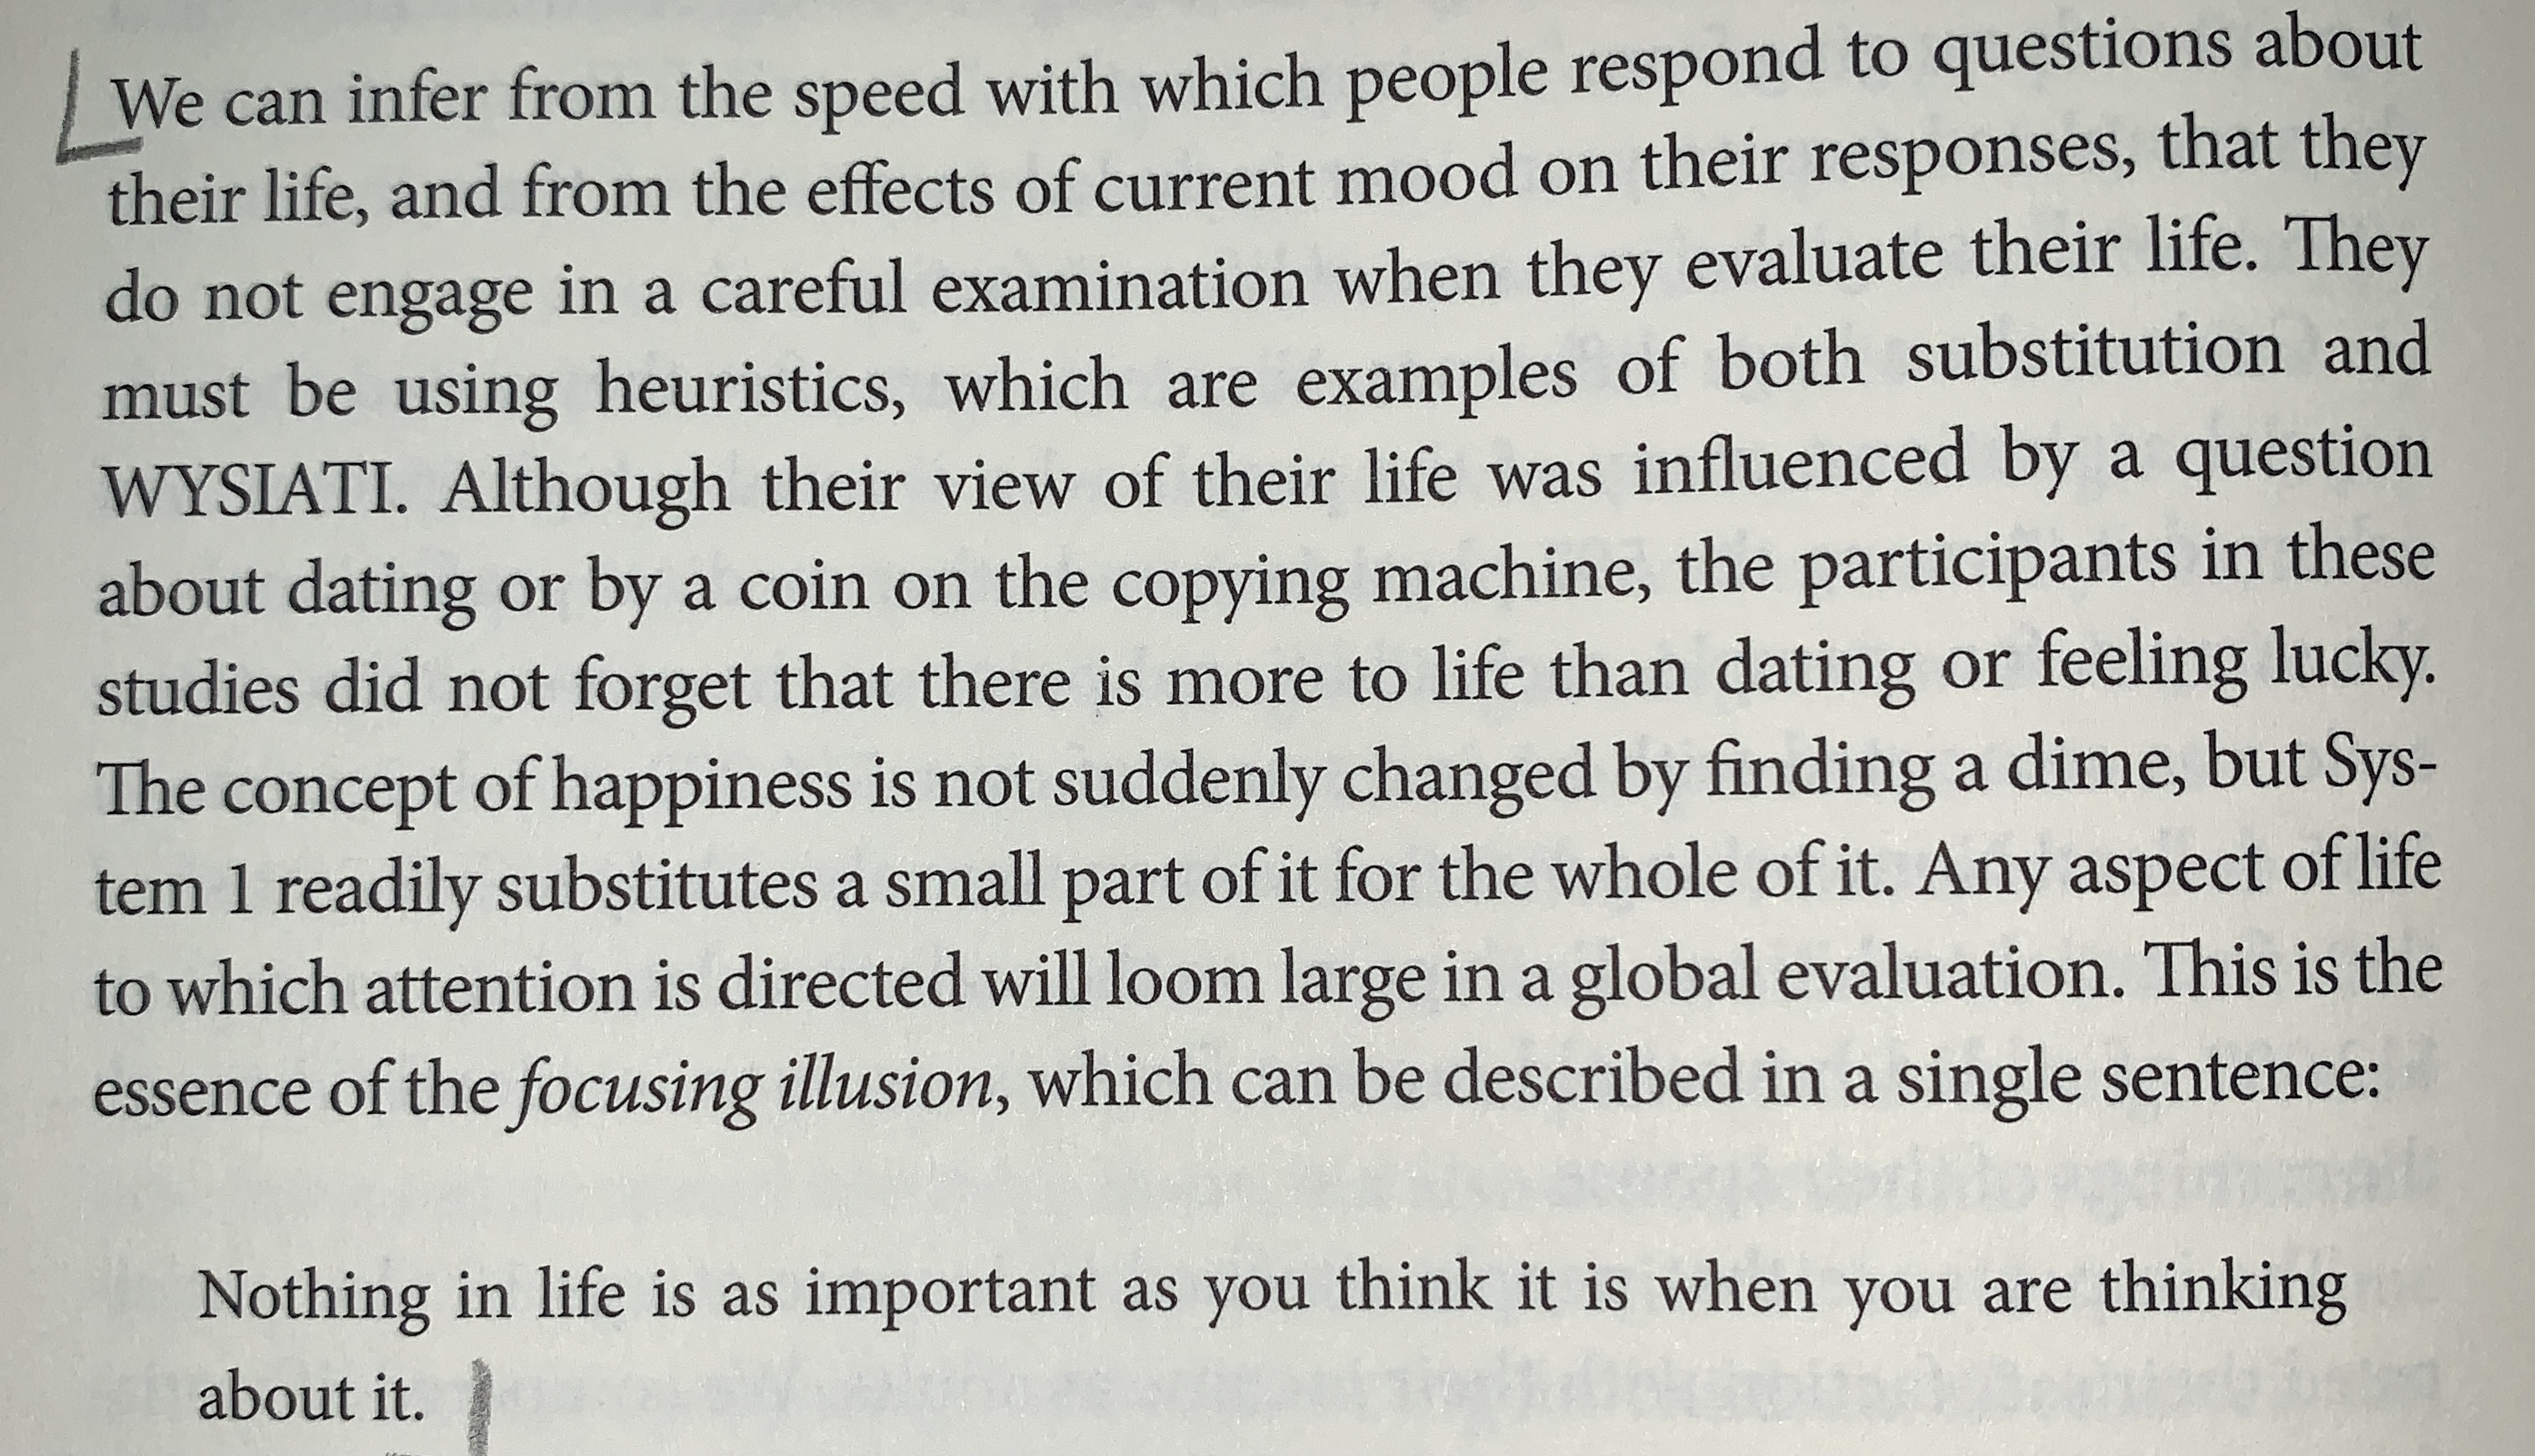 We can infer from the speed with which people respond to questions about
their life, and from the effects of current mood on their responses, that they
do not engage in a careful examination when they evaluate their life. They
must be using heuristics, which are examples of both substitution and
WYSIATI. Although their view of their life was influenced by a question
about dating or by a coin on the copying machine, the participants in these
studies did not forget that there is more to life than dating or feeling lucky.
The concept of happiness is not suddenly changed by finding a dime, but Sys-
tem 1 readily substitutes a small part of it for the whole of it. Any aspect of life
to which attention is directed will loom large in a global evaluation. This is the
essence of the focusing illusion, which can be described in a single sentence:
Nothing in life is as important as you think it is when you are thinking
about it.